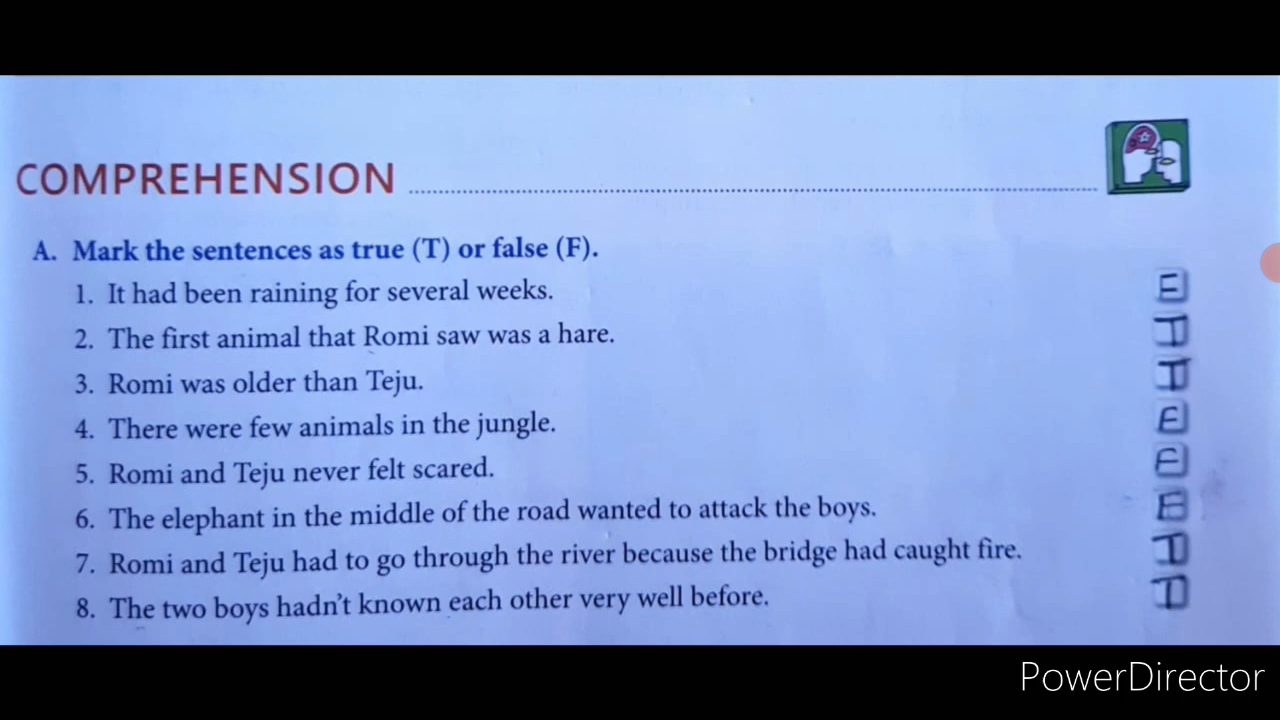 COMPREHENSION
A. Mark the sentences as true (T) or false (F).
1. It had been raining for several weeks. F
2. The first animal that Romi saw was a hare. T
3. Romi was older than Teju. T
4. There were few animals in the jungle. F
5. Romi and Teju never felt scared. F
6. The elephant in the middle of the road wanted to attack the boys. F
7. Romi and Teju had to go through the river because the bridge had caught fire. T
8. The two boys hadn't known each other very well before. T
PowerDirector